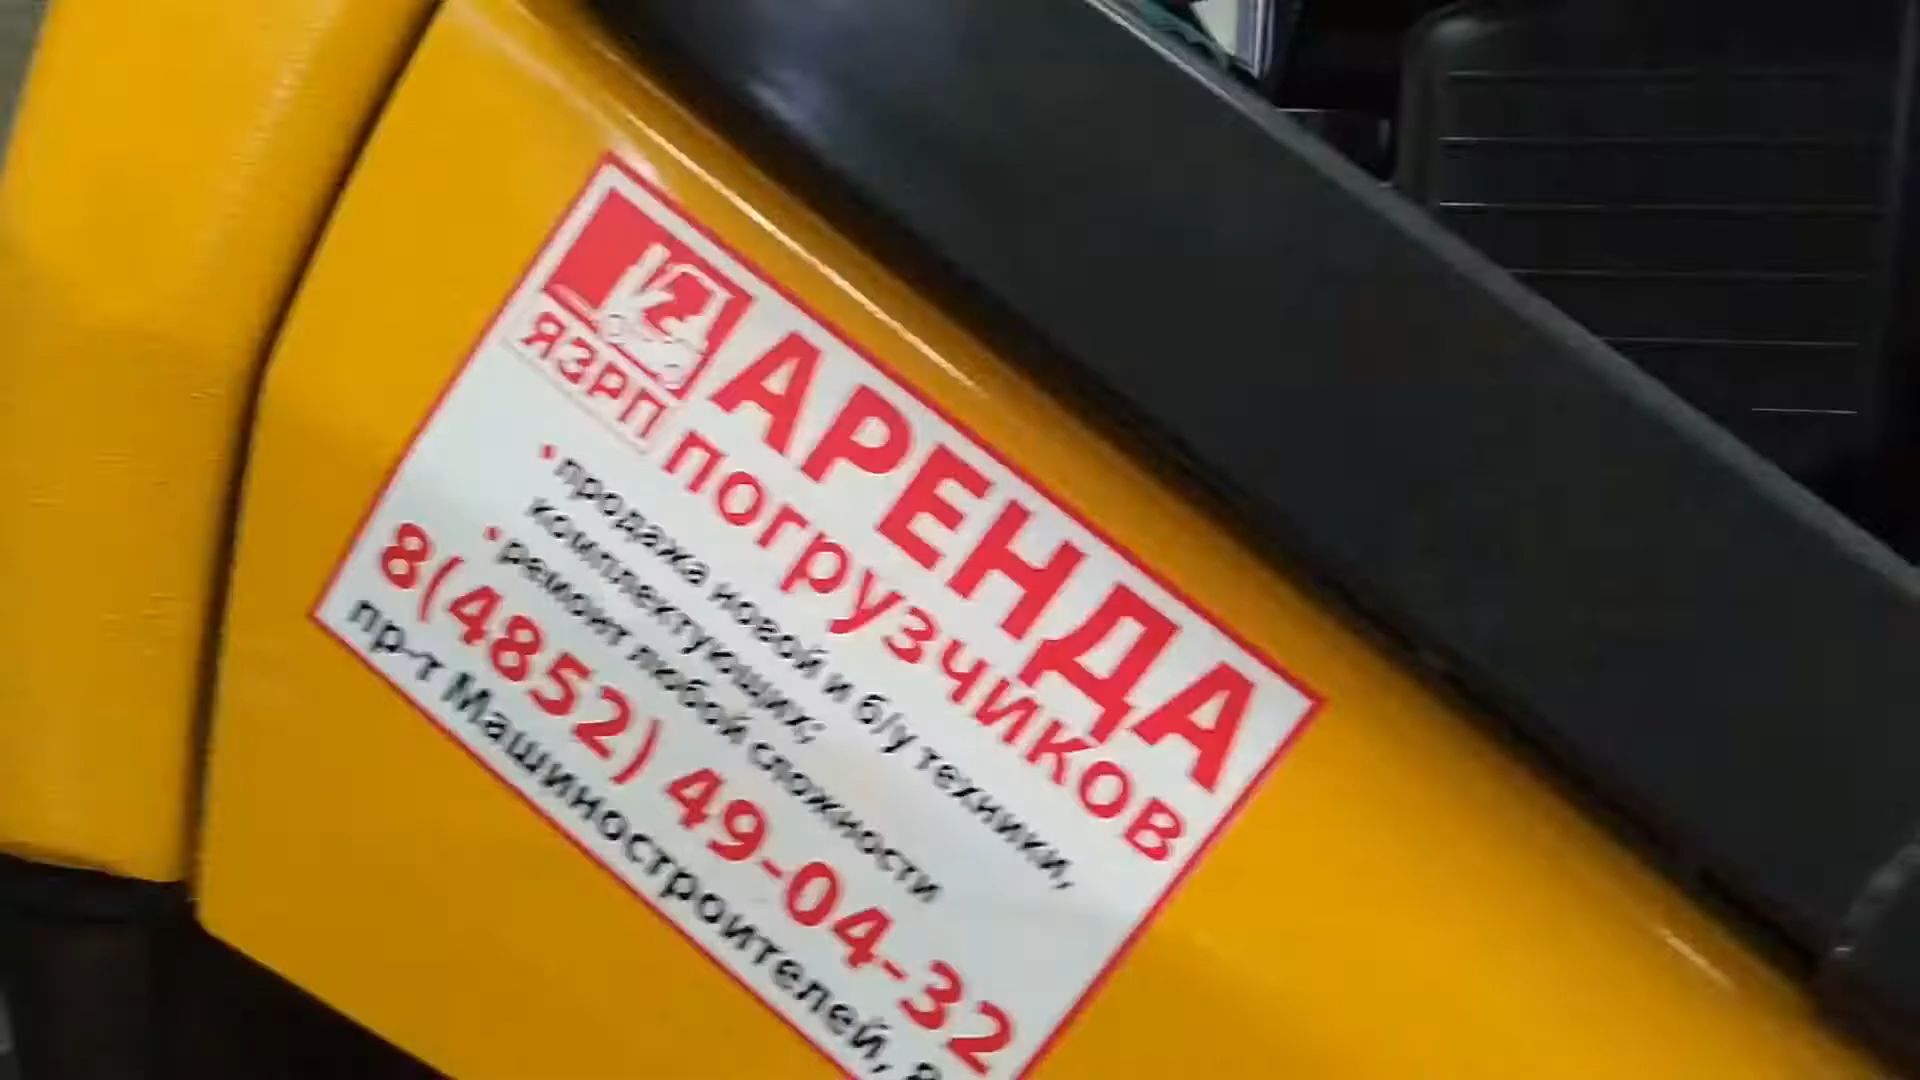 ЯЗРП
АРЕНДА
погрузчиков
•продажа новой и б/у техники,
комплектующих;
•ремонт любой сложности
8(4852) 49-04-32
пр-т Машиностроителей,